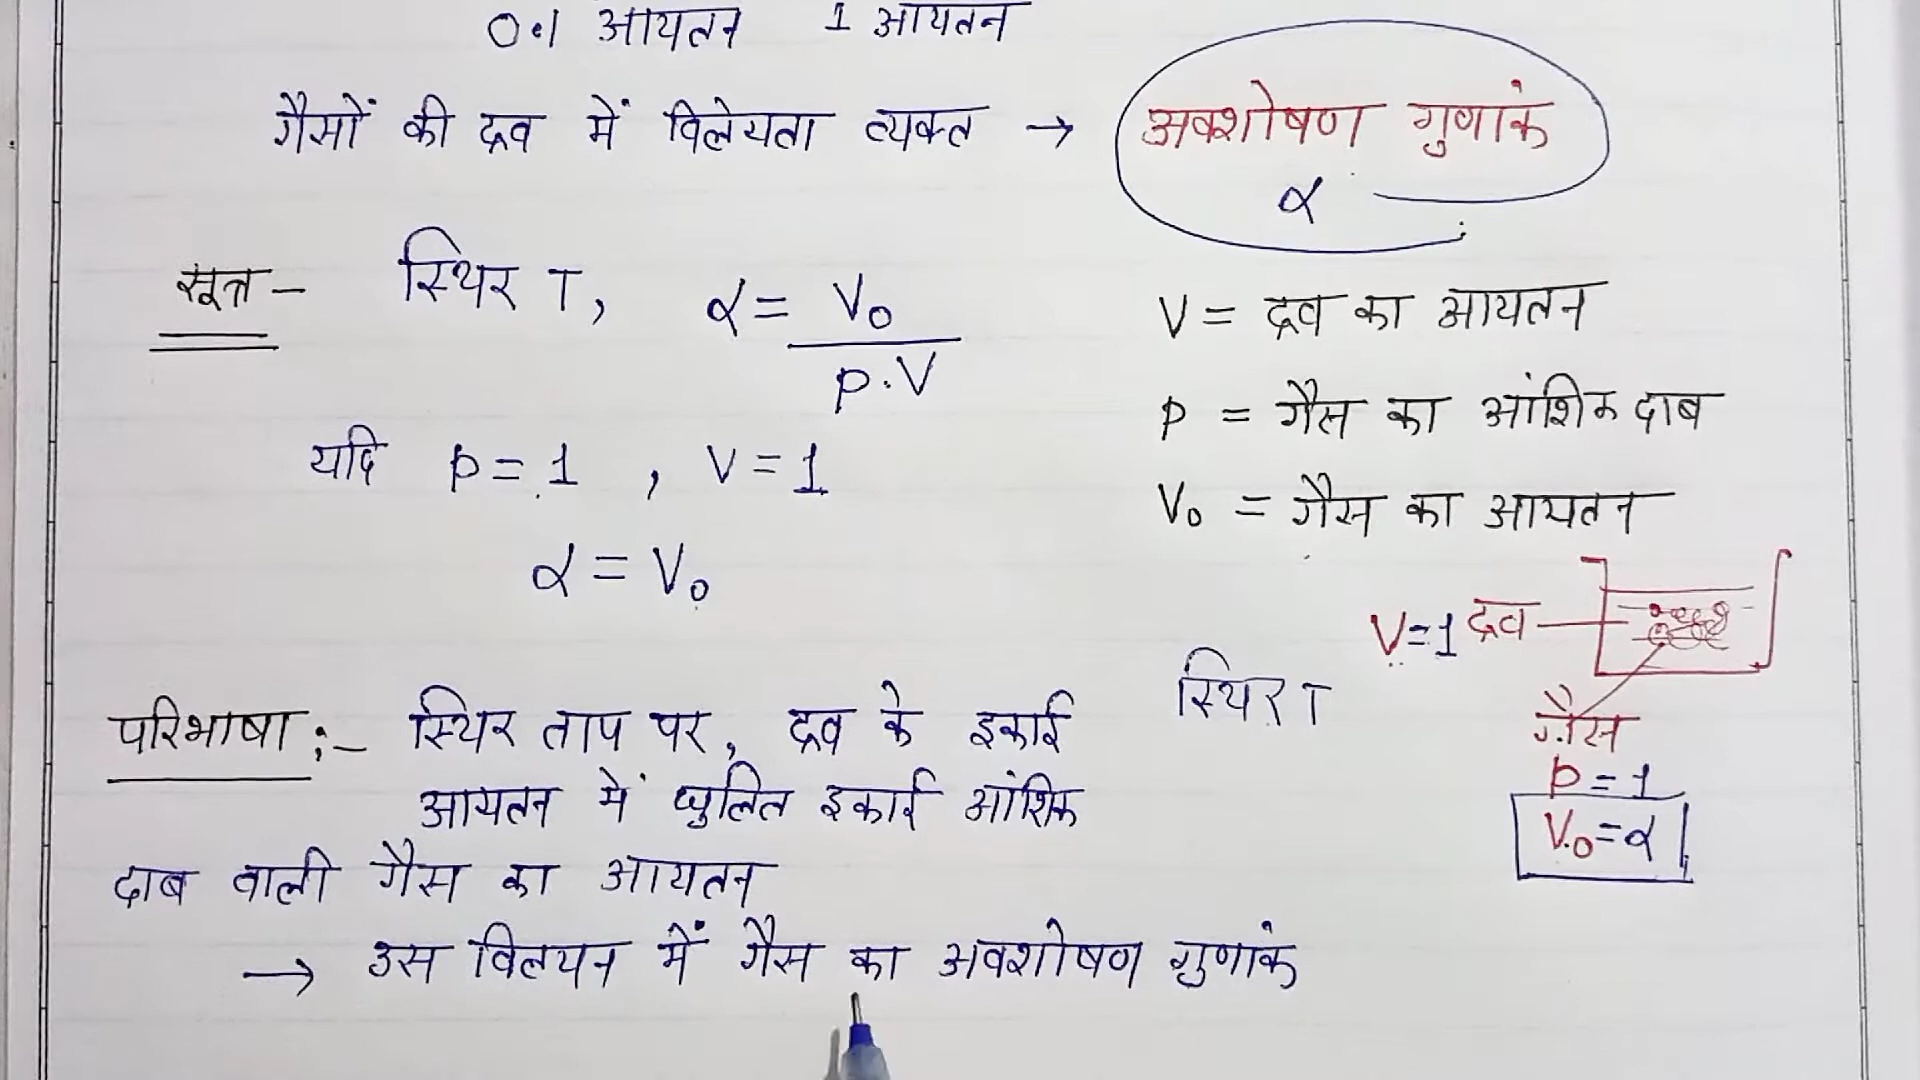 0.1 आयतन 1 आयतन
गैसों की द्रव में विलेयता व्यक्त → अवशोषण गुणांक
α
सूत्र - स्थिर T, α = V₀ / p.V
V = द्रव का आयतन
p = गैस का आंशिक दाब
V₀ = गैस का आयतन
यदि p = 1 , V = 1
α = V₀
V=1 द्रव
स्थिर T
गैस
p = 1
V₀ = α
परिभाषा :- स्थिर ताप पर, द्रव के इकाई
आयतन में घुलित इकाई आंशिक
दाब वाली गैस का आयतन
→ उस विलयन में गैस का अवशोषण गुणांक